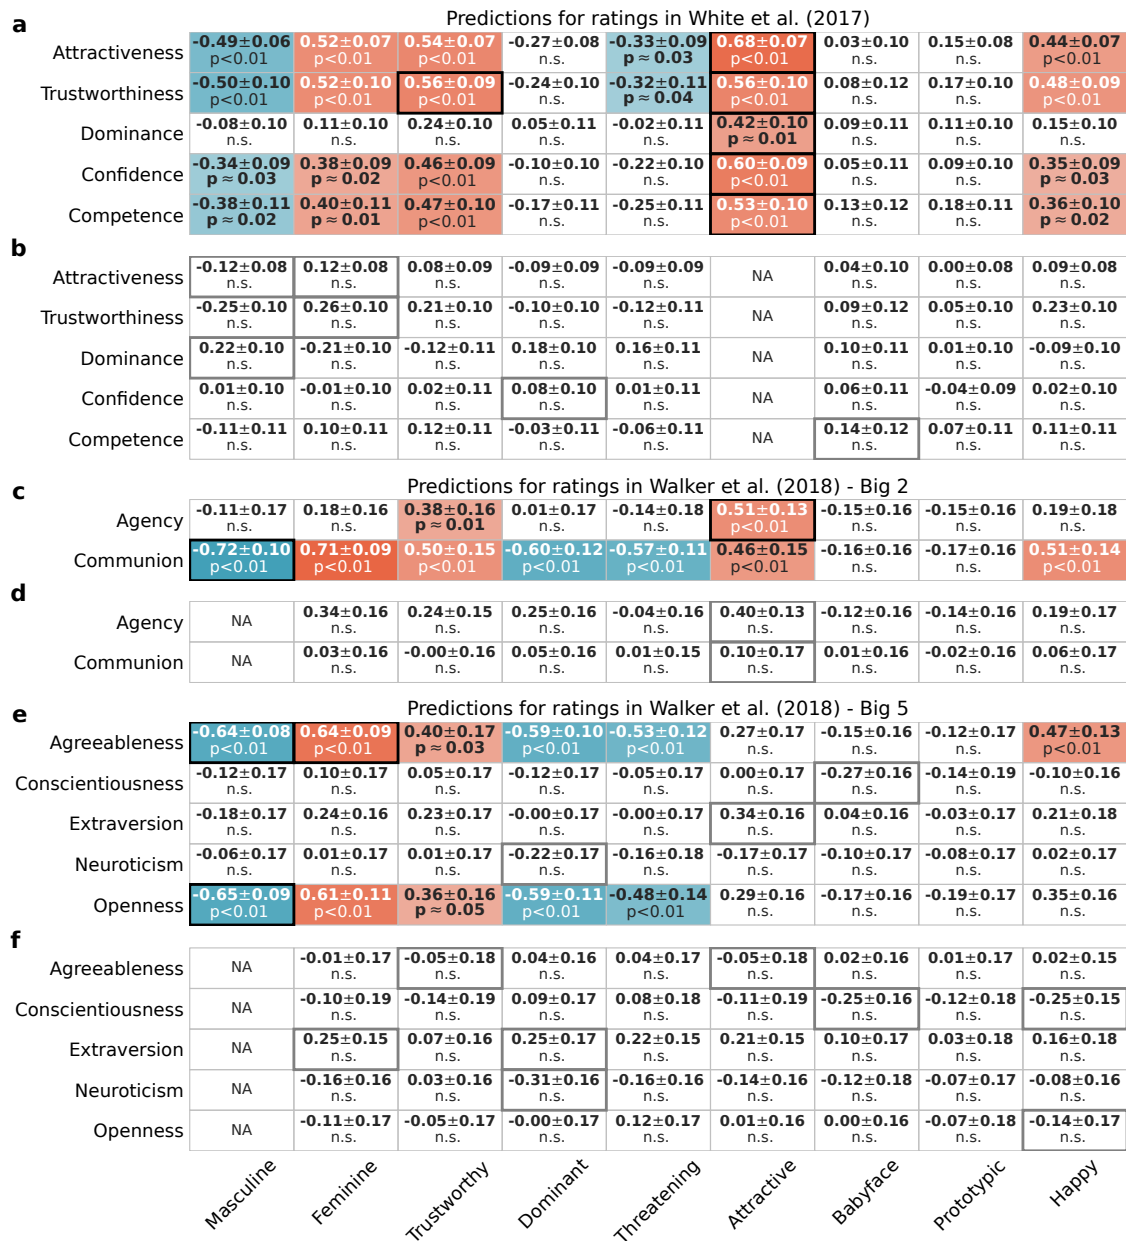 a
Predictions for ratings in White et al. (2017)
Attractiveness -0.49±0.06 0.52±0.07 0.54±0.07 -0.27±0.08 -0.33±0.09 0.68±0.07 0.03±0.10 0.15±0.08 0.44±0.07
p<0.01 p<0.01 p<0.01 n.s. p ≈ 0.03 p<0.01 n.s. n.s. p<0.01
Trustworthiness -0.50±0.10 0.52±0.10 0.56±0.09 -0.24±0.10 -0.32±0.11 0.56±0.10 0.08±0.12 0.17±0.10 0.48±0.09
p<0.01 p<0.01 p<0.01 n.s. p ≈ 0.04 p<0.01 n.s. n.s. p<0.01
Dominance -0.08±0.10 0.11±0.10 0.24±0.10 0.05±0.11 -0.02±0.11 0.42±0.10 0.09±0.11 0.11±0.10 0.15±0.10
n.s. n.s. n.s. n.s. n.s. p ≈ 0.01 n.s. n.s. n.s.
Confidence -0.34±0.09 0.38±0.09 0.46±0.09 -0.10±0.10 -0.22±0.10 0.60±0.09 0.05±0.11 0.09±0.10 0.35±0.09
p ≈ 0.03 p ≈ 0.02 p<0.01 n.s. n.s. p<0.01 n.s. n.s. p ≈ 0.03
Competence -0.38±0.11 0.40±0.11 0.47±0.10 -0.17±0.11 -0.25±0.11 0.53±0.10 0.13±0.12 0.18±0.11 0.36±0.10
p ≈ 0.02 p ≈ 0.01 p<0.01 n.s. n.s. p<0.01 n.s. n.s. p ≈ 0.02
b
Attractiveness -0.12±0.08 0.12±0.08 0.08±0.09 -0.09±0.09 -0.09±0.09 NA 0.04±0.10 0.00±0.08 0.09±0.08
n.s. n.s. n.s. n.s. n.s. n.s. n.s. n.s.
Trustworthiness -0.25±0.10 0.26±0.10 0.21±0.10 -0.10±0.10 -0.12±0.11 NA 0.09±0.12 0.05±0.10 0.23±0.10
n.s. n.s. n.s. n.s. n.s. n.s. n.s. n.s.
Dominance 0.22±0.10 -0.21±0.10 -0.12±0.11 0.18±0.10 0.16±0.11 NA 0.10±0.11 0.01±0.10 -0.09±0.10
n.s. n.s. n.s. n.s. n.s. n.s. n.s. n.s.
Confidence 0.01±0.10 -0.01±0.10 0.02±0.11 0.08±0.10 0.01±0.11 NA 0.06±0.11 -0.04±0.09 0.02±0.10
n.s. n.s. n.s. n.s. n.s. n.s. n.s. n.s.
Competence -0.11±0.11 0.10±0.11 0.12±0.11 -0.03±0.11 -0.06±0.11 NA 0.14±0.12 0.07±0.11 0.11±0.11
n.s. n.s. n.s. n.s. n.s. n.s. n.s. n.s.
c
Predictions for ratings in Walker et al. (2018) - Big 2
Agency -0.11±0.17 0.18±0.16 0.38±0.16 0.01±0.17 -0.14±0.18 0.51±0.13 -0.15±0.16 -0.15±0.16 0.19±0.18
n.s. n.s. p ≈ 0.01 n.s. n.s. p<0.01 n.s. n.s. n.s.
Communion -0.72±0.10 0.71±0.09 0.50±0.15 -0.60±0.12 -0.57±0.11 0.46±0.15 -0.16±0.16 -0.17±0.16 0.51±0.14
p<0.01 p<0.01 p<0.01 p<0.01 p<0.01 p<0.01 n.s. n.s. p<0.01
d
Agency NA 0.34±0.16 0.24±0.15 0.25±0.16 -0.04±0.16 0.40±0.13 -0.12±0.16 -0.14±0.16 0.19±0.17
n.s. n.s. n.s. n.s. n.s. n.s. n.s. n.s.
Communion NA 0.03±0.16 -0.00±0.16 0.05±0.16 0.01±0.15 0.10±0.17 0.01±0.16 -0.02±0.16 0.06±0.17
n.s. n.s. n.s. n.s. n.s. n.s. n.s. n.s.
e
Predictions for ratings in Walker et al. (2018) - Big 5
Agreeableness -0.64±0.08 0.64±0.09 0.40±0.17 -0.59±0.10 -0.53±0.12 0.27±0.17 -0.15±0.16 -0.12±0.17 0.47±0.13
p<0.01 p<0.01 p ≈ 0.03 p<0.01 p<0.01 n.s. n.s. n.s. p<0.01
Conscientiousness -0.12±0.17 0.10±0.17 0.05±0.17 -0.12±0.17 -0.05±0.17 0.00±0.17 -0.27±0.16 -0.14±0.19 -0.10±0.16
n.s. n.s. n.s. n.s. n.s. n.s. n.s. n.s. n.s.
Extraversion -0.18±0.17 0.24±0.16 0.23±0.17 -0.00±0.17 -0.00±0.17 0.34±0.16 0.04±0.16 -0.03±0.17 0.21±0.18
n.s. n.s. n.s. n.s. n.s. n.s. n.s. n.s. n.s.
Neuroticism -0.06±0.17 0.01±0.17 0.01±0.17 -0.22±0.17 -0.16±0.18 -0.17±0.17 -0.10±0.17 -0.08±0.17 0.02±0.17
n.s. n.s. n.s. n.s. n.s. n.s. n.s. n.s. n.s.
Openness -0.65±0.09 0.61±0.11 0.36±0.16 -0.59±0.11 -0.48±0.14 0.29±0.16 -0.17±0.16 -0.19±0.17 0.35±0.16
p<0.01 p<0.01 p ≈ 0.05 p<0.01 p<0.01 n.s. n.s. n.s. n.s.
f
Agreeableness NA -0.01±0.17 -0.05±0.18 0.04±0.16 0.04±0.17 -0.05±0.18 0.02±0.16 0.01±0.17 0.02±0.15
n.s. n.s. n.s. n.s. n.s. n.s. n.s. n.s.
Conscientiousness NA -0.10±0.19 -0.14±0.19 0.09±0.17 0.08±0.18 -0.11±0.19 -0.25±0.16 -0.12±0.18 -0.25±0.15
n.s. n.s. n.s. n.s. n.s. n.s. n.s. n.s.
Extraversion NA 0.25±0.15 0.07±0.16 0.25±0.17 0.22±0.15 0.21±0.15 0.10±0.17 0.03±0.18 0.16±0.18
n.s. n.s. n.s. n.s. n.s. n.s. n.s. n.s.
Neuroticism NA -0.16±0.16 0.03±0.16 -0.31±0.16 -0.16±0.16 -0.14±0.16 -0.12±0.18 -0.07±0.17 -0.08±0.16
n.s. n.s. n.s. n.s. n.s. n.s. n.s. n.s.
Openness NA -0.11±0.17 -0.05±0.17 -0.00±0.17 0.12±0.17 0.01±0.16 0.00±0.16 -0.07±0.18 -0.14±0.17
n.s. n.s. n.s. n.s. n.s. n.s. n.s. n.s.
Masculine Feminine Trustworthy Dominant Threatening Attractive Babyface Prototypic Happy